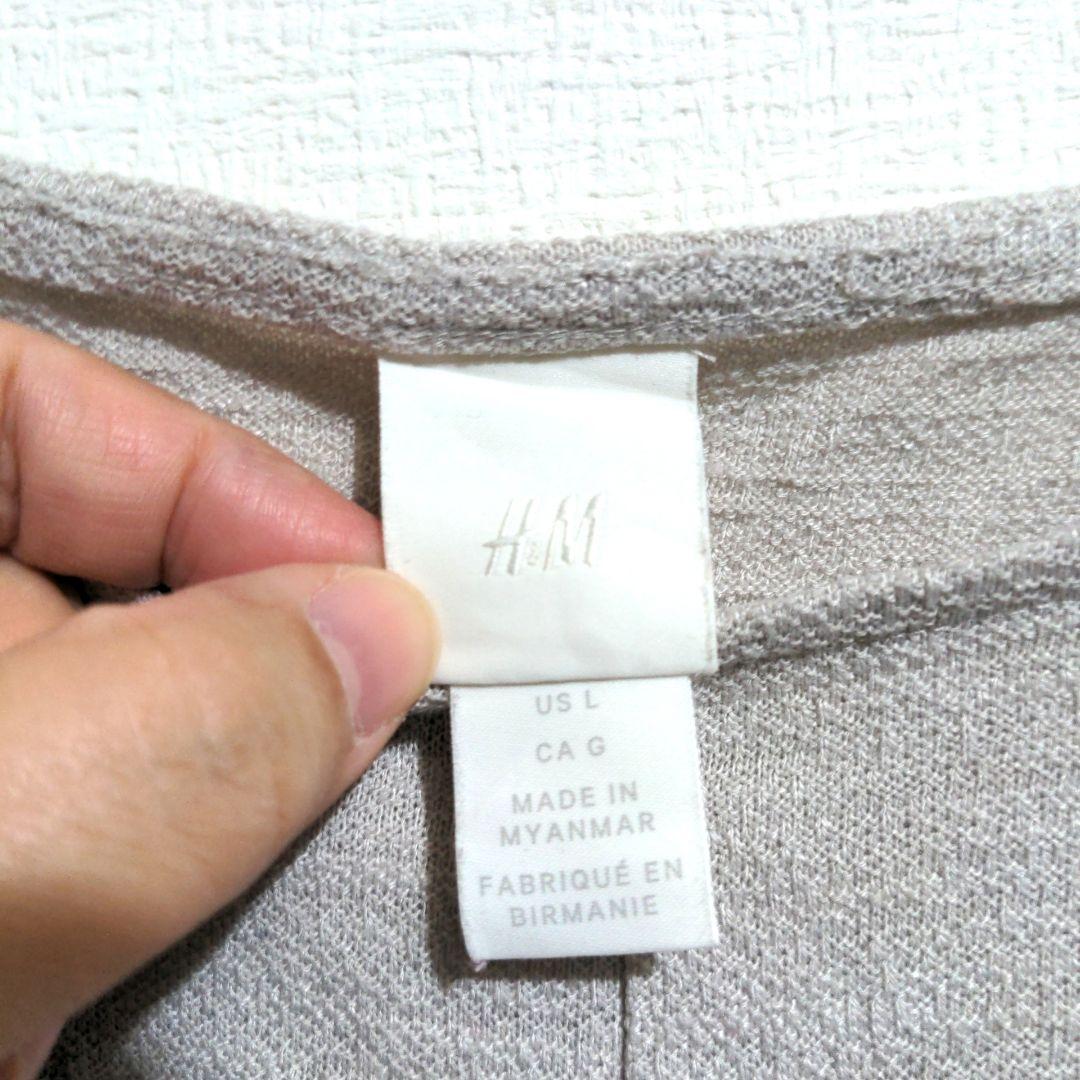 H&M
US L
CA G
MADE IN
MYANMAR
FABRIQUÉ EN
BIRMANIE